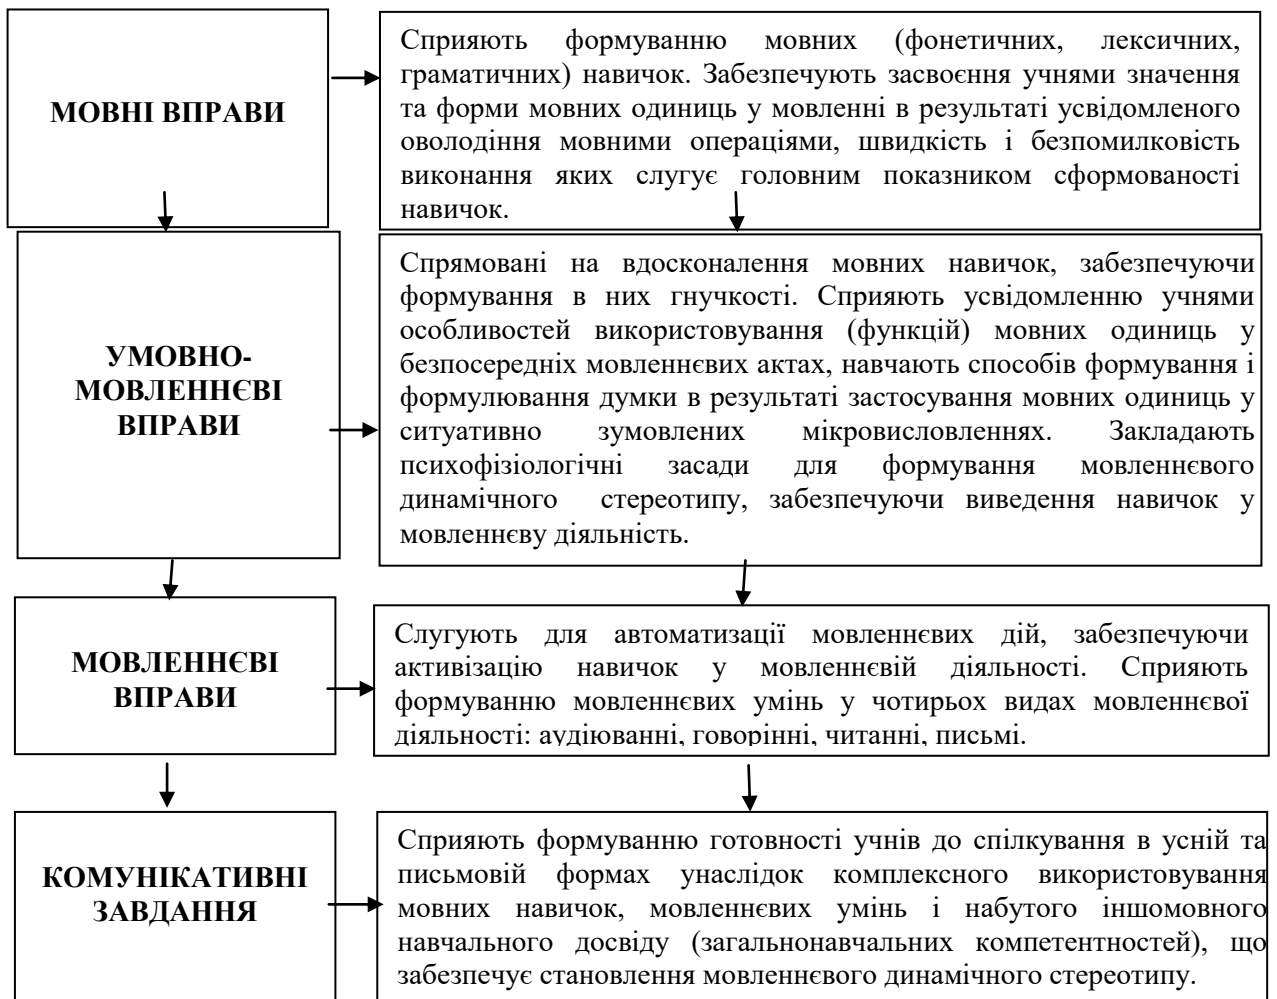 МОВНІ ВПРАВИ
Сприяють формуванню мовних (фонетичних, лексичних,
граматичних) навичок. Забезпечують засвоєння учнями значення
та форми мовних одиниць у мовленні в результаті усвідомленого
оволодіння мовними операціями, швидкість і безпомилковість
виконання яких слугує головним показником сформованості
навичок.
УМОВНО-
МОВЛЕННЄВІ
ВПРАВИ
Спрямовані на вдосконалення мовних навичок, забезпечуючи
формування в них гнучкості. Сприяють усвідомленню учнями
особливостей використовування (функцій) мовних одиниць у
безпосередніх мовленнєвих актах, навчають способів формування і
формулювання думки в результаті застосування мовних одиниць у
ситуативно зумовлених мікровисловленнях. Закладають
психофізіологічні засади для формування мовленнєвого
динамічного стереотипу, забезпечуючи виведення навичок у
мовленнєву діяльність.
МОВЛЕННЄВІ
ВПРАВИ
Слугують для автоматизації мовленнєвих дій, забезпечуючи
активізацію навичок у мовленнєвій діяльності. Сприяють
формуванню мовленнєвих умінь у чотирьох видах мовленнєвої
діяльності: аудіюванні, говорінні, читанні, письмі.
КОМУНІКАТИВНІ
ЗАВДАННЯ
Сприяють формуванню готовності учнів до спілкування в усній та
письмовій формах унаслідок комплексного використовування
мовних навичок, мовленнєвих умінь і набутого іншомовного
навчального досвіду (загальнонавчальних компетентностей), що
забезпечує становлення мовленнєвого динамічного стереотипу.